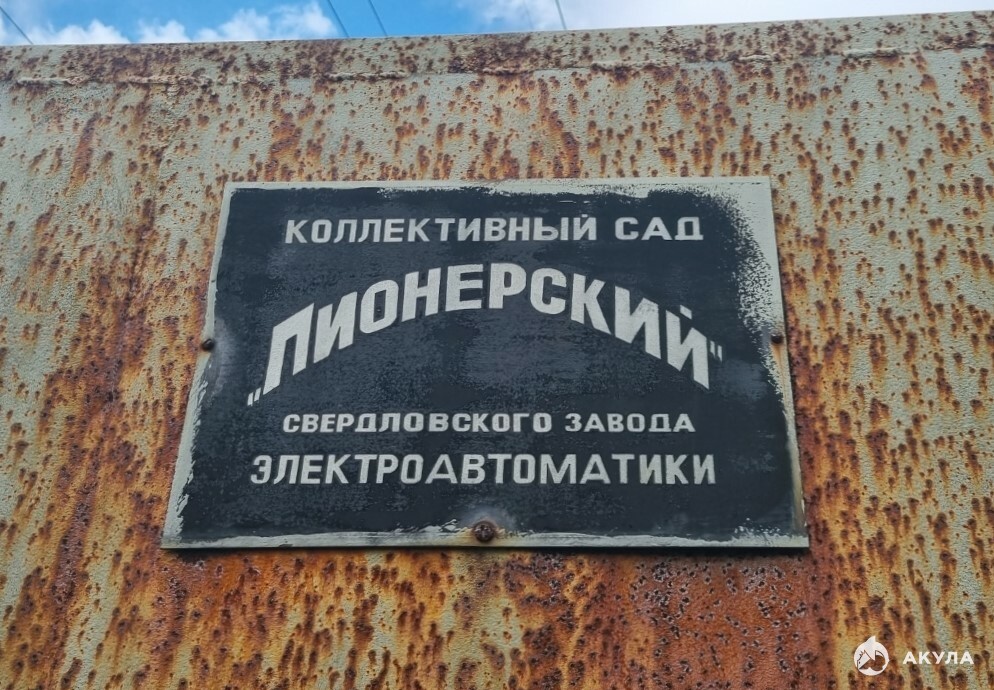 КОЛЛЕКТИВНЫЙ САД
"ПИОНЕРСКИЙ"
СВЕРДЛОВСКОГО ЗАВОДА
ЭЛЕКТРОАВТОМАТИКИ
АКУЛА